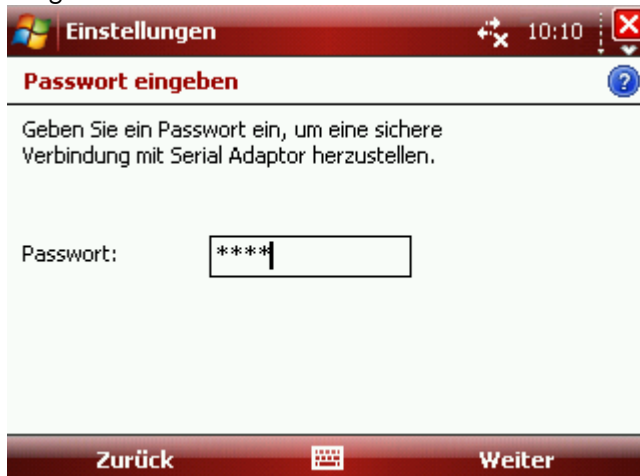 Einstellungen 10:10
Passwort eingeben
Geben Sie ein Passwort ein, um eine sichere
Verbindung mit Serial Adaptor herzustellen.
Passwort: ****
Zurück Weiter